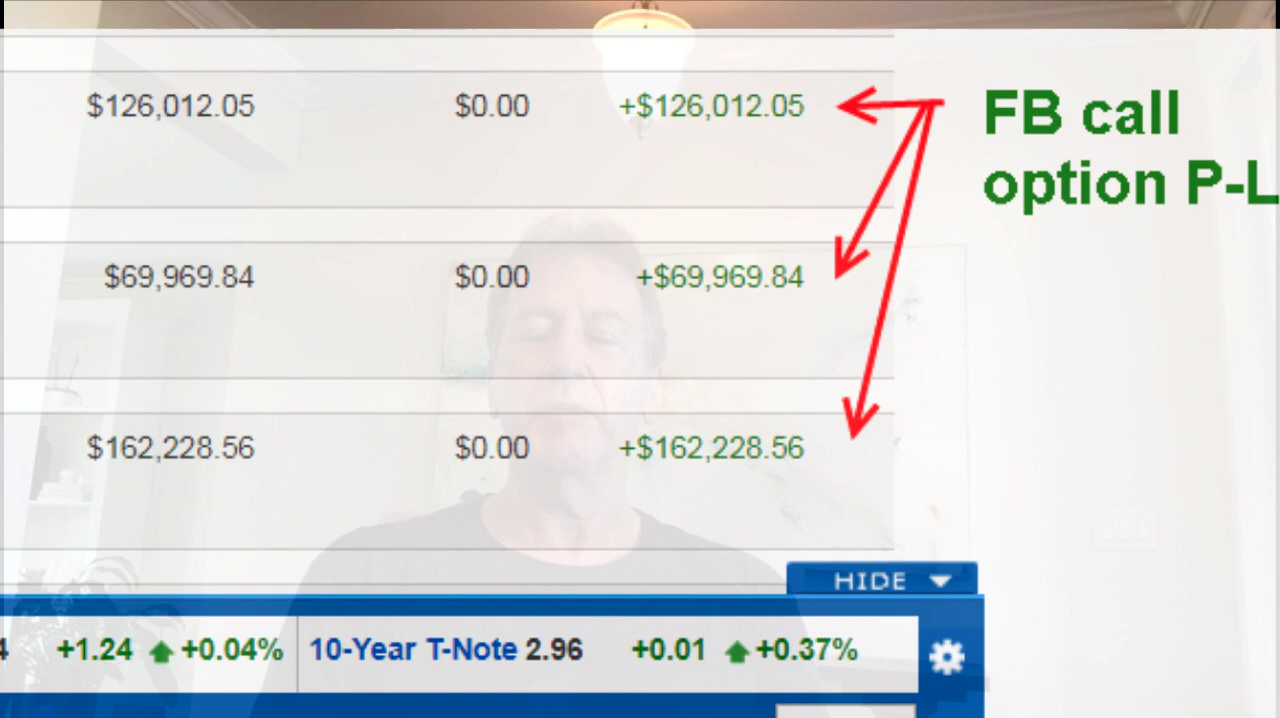 $126,012.05 $0.00 +$126,012.05
FB call
option P-L
$69,969.84 $0.00 +$69,969.84
$162,228.56 $0.00 +$162,228.56
HIDE
4 +1.24 +0.04% 10-Year T-Note 2.96 +0.01 +0.37%